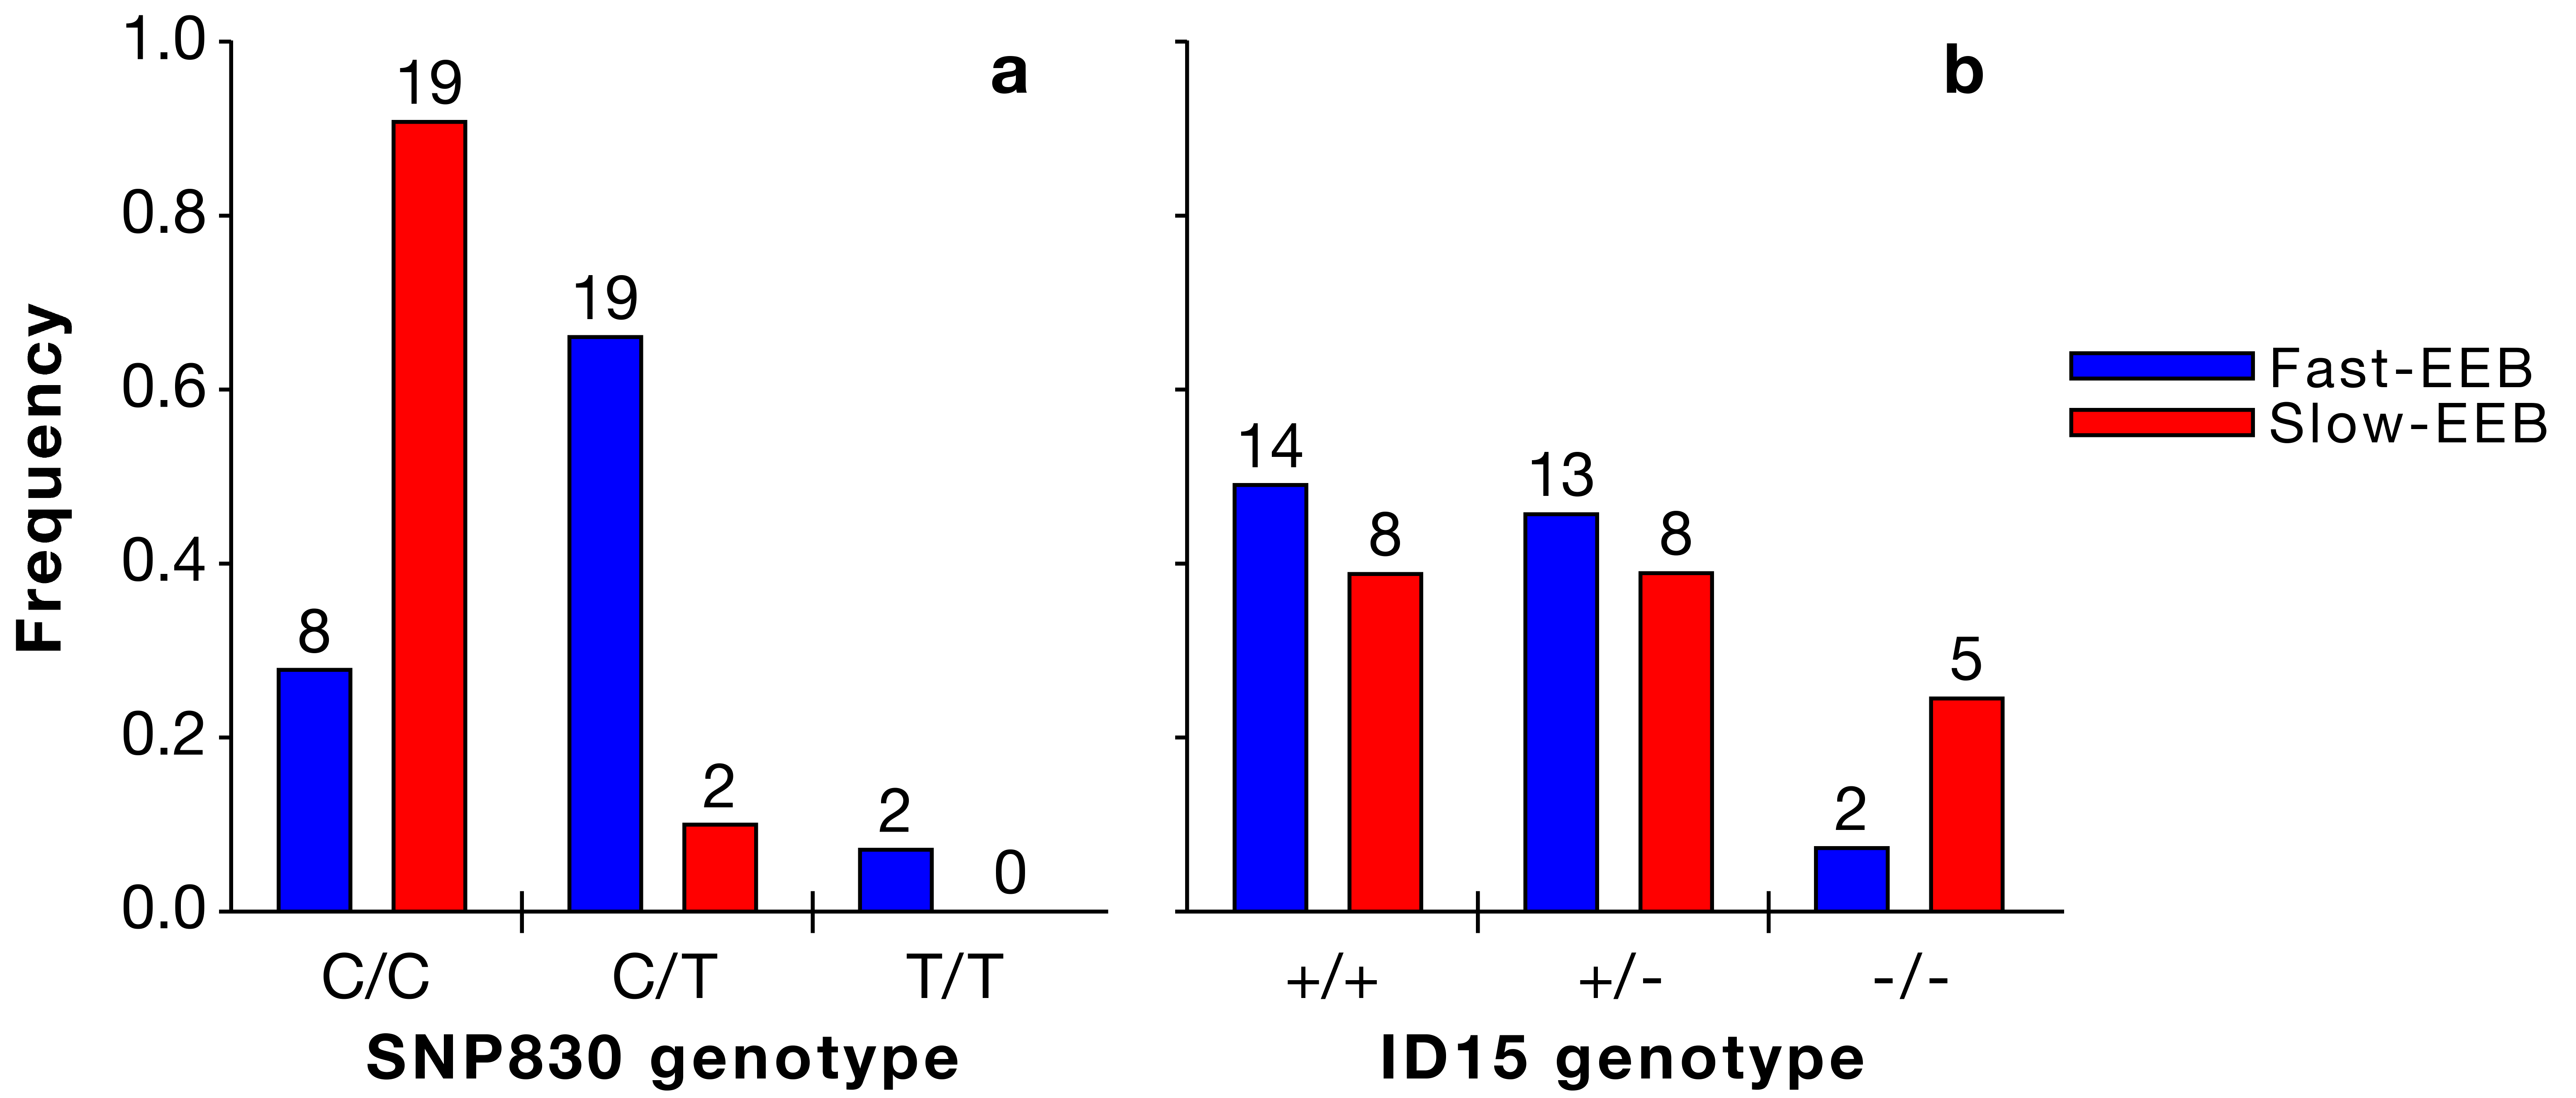 Frequency
1.0
0.8
0.6
0.4
0.2
0.0
a
8
19
19
2
2
0
C/C
C/T
T/T
SNP830 genotype
b
14
8
13
8
2
5
+/+
+/-
-/-
ID15 genotype
Fast-EEB
Slow-EEB